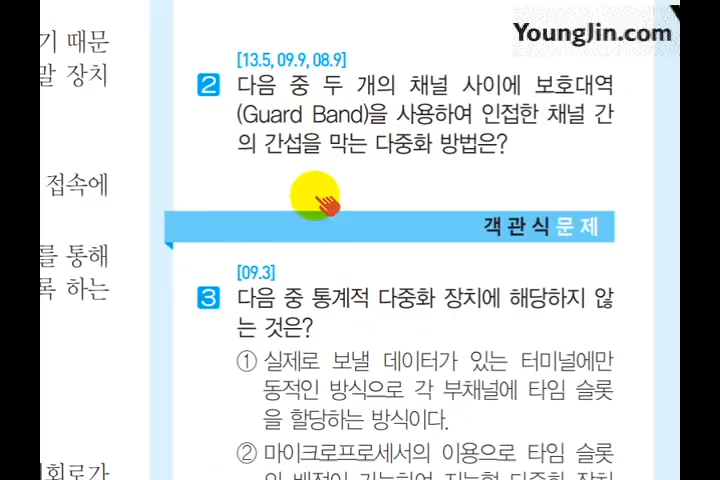 YoungJin.com
기 때문
말 장치
접속에
를 통해
록 하는
[13.5, 09.9, 08.9]
2 다음 중 두 개의 채널 사이에 보호대역
(Guard Band)을 사용하여 인접한 채널 간
의 간섭을 막는 다중화 방법은?
객관식 문제
[09.3]
3 다음 중 통계적 다중화 장치에 해당하지 않
는 것은?
① 실제로 보낼 데이터가 있는 터미널에만
동적인 방식으로 각 부채널에 타임 슬롯
을 할당하는 방식이다.
② 마이크로프로세서의 이용으로 타임 슬롯